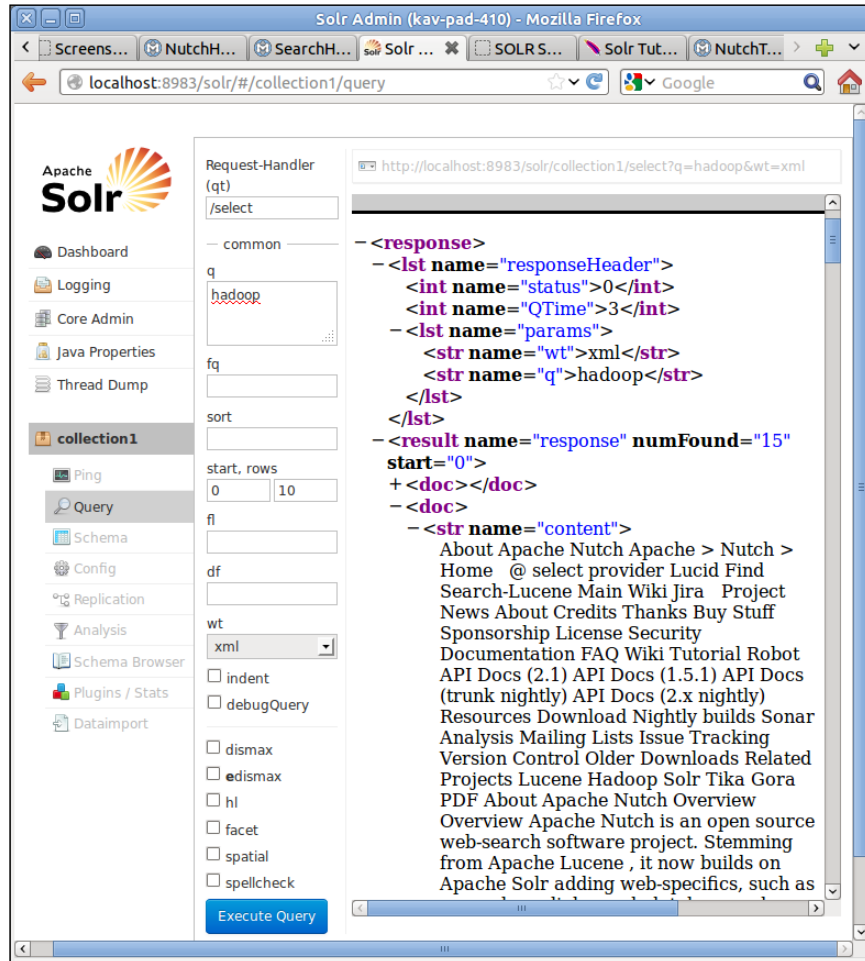 Solr Admin (kav-pad-410) - Mozilla Firefox
Screens... NutchH... SearchH... Solr ... SOLR S... Solr Tut... NutchT...
localhost:8983/solr/#/collection1/query Google
Apache
Solr
Dashboard
Logging
Core Admin
Java Properties
Thread Dump
collection1
Ping
Query
Schema
Config
Replication
Analysis
Schema Browser
Plugins / Stats
Dataimport
Request-Handler
(qt)
/select
common
q
hadoop
fq
sort
start, rows
0 10
fl
df
wt
xml
indent
debugQuery
dismax
edismax
hl
facet
spatial
spellcheck
Execute Query
http://localhost:8983/solr/collection1/select?q=hadoop&wt=xml
−<response>
−<lst name="responseHeader">
<int name="status">0</int>
<int name="QTime">3</int>
−<lst name="params">
<str name="wt">xml</str>
<str name="q">hadoop</str>
</lst>
</lst>
−<result name="response" numFound="15"
start="0">
+<doc></doc>
−<doc>
−<str name="content">
About Apache Nutch Apache > Nutch >
Home @ select provider Lucid Find
Search-Lucene Main Wiki Jira Project
News About Credits Thanks Buy Stuff
Sponsorship License Security
Documentation FAQ Wiki Tutorial Robot
API Docs (2.1) API Docs (1.5.1) API Docs
(trunk nightly) API Docs (2.x nightly)
Resources Download Nightly builds Sonar
Analysis Mailing Lists Issue Tracking
Version Control Older Downloads Related
Projects Lucene Hadoop Solr Tika Gora
PDF About Apache Nutch Overview
Overview Apache Nutch is an open source
web-search software project. Stemming
from Apache Lucene , it now builds on
Apache Solr adding web-specifics, such as